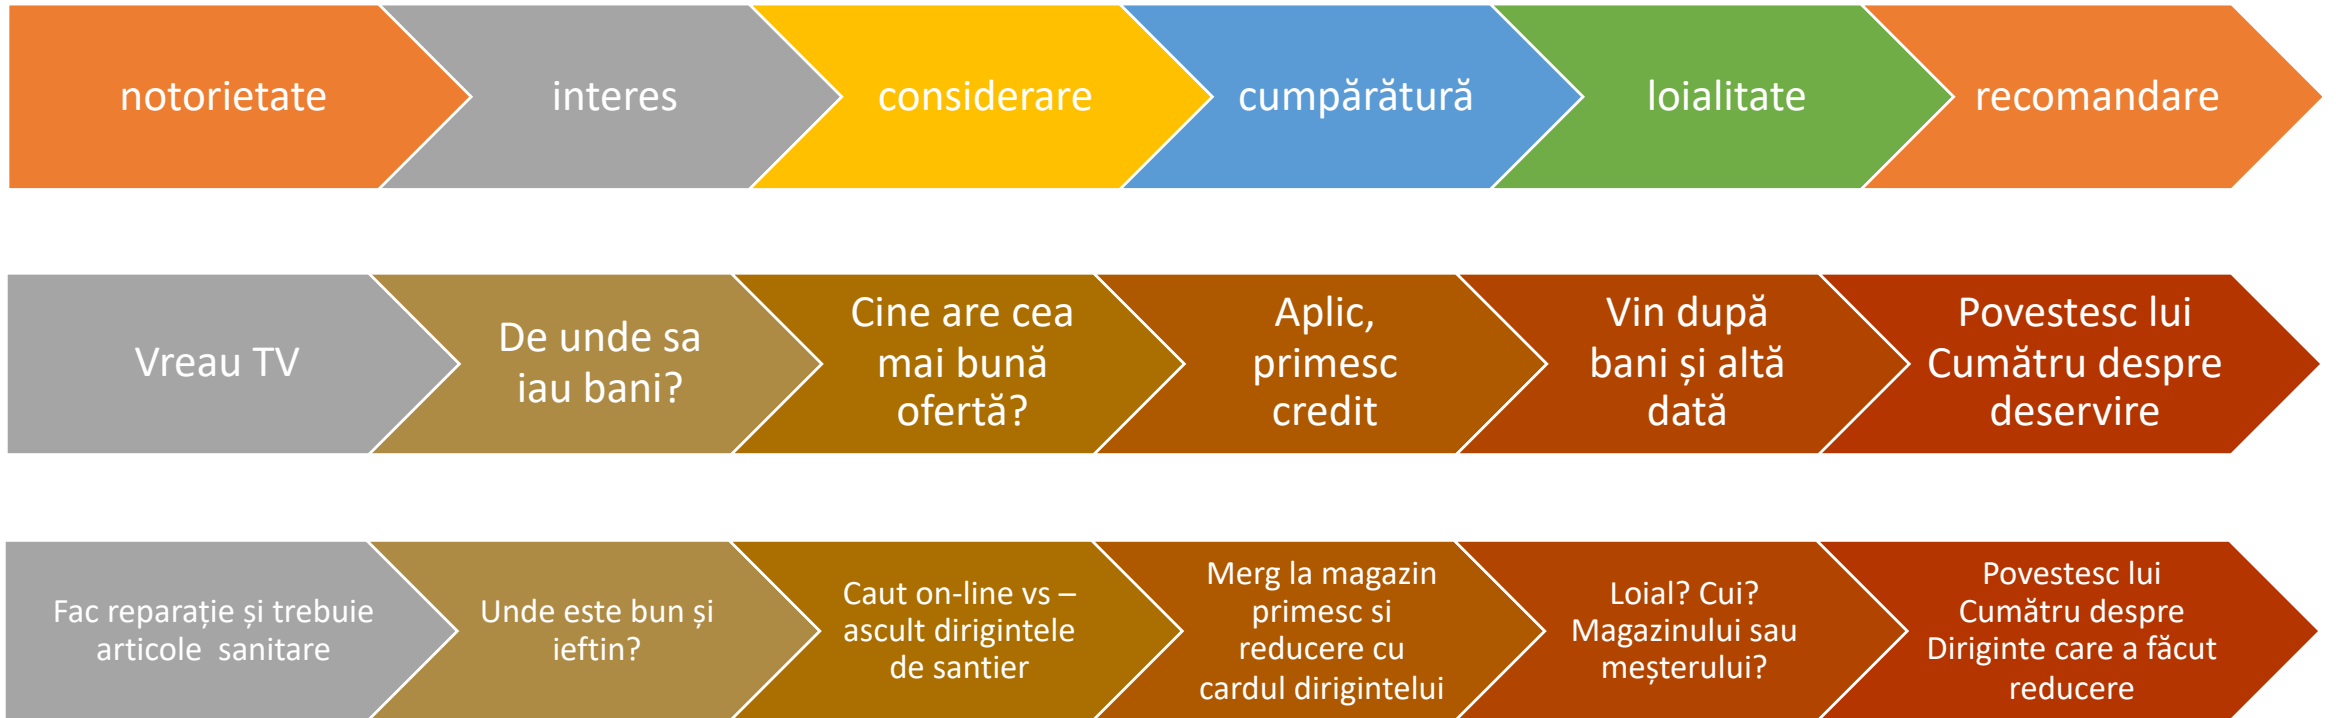 notorietate
interes
considerare
cumpărătură
loialitate
recomandare
Vreau TV
De unde sa
iau bani?
Cine are cea
mai bună
ofertă?
Aplic,
primesc
credit
Vin după
bani și altă
dată
Povestesc lui
Cumătru despre
deservire
Fac reparație și trebuie
articole sanitare
Unde este bun și
ieftin?
Caut on-line vs –
ascult dirigintele
de santier
Merg la magazin
primesc si
reducere cu
cardul dirigintelui
Loial? Cui?
Magazinului sau
meșterului?
Povestesc lui
Cumătru despre
Diriginte care a făcut
reducere